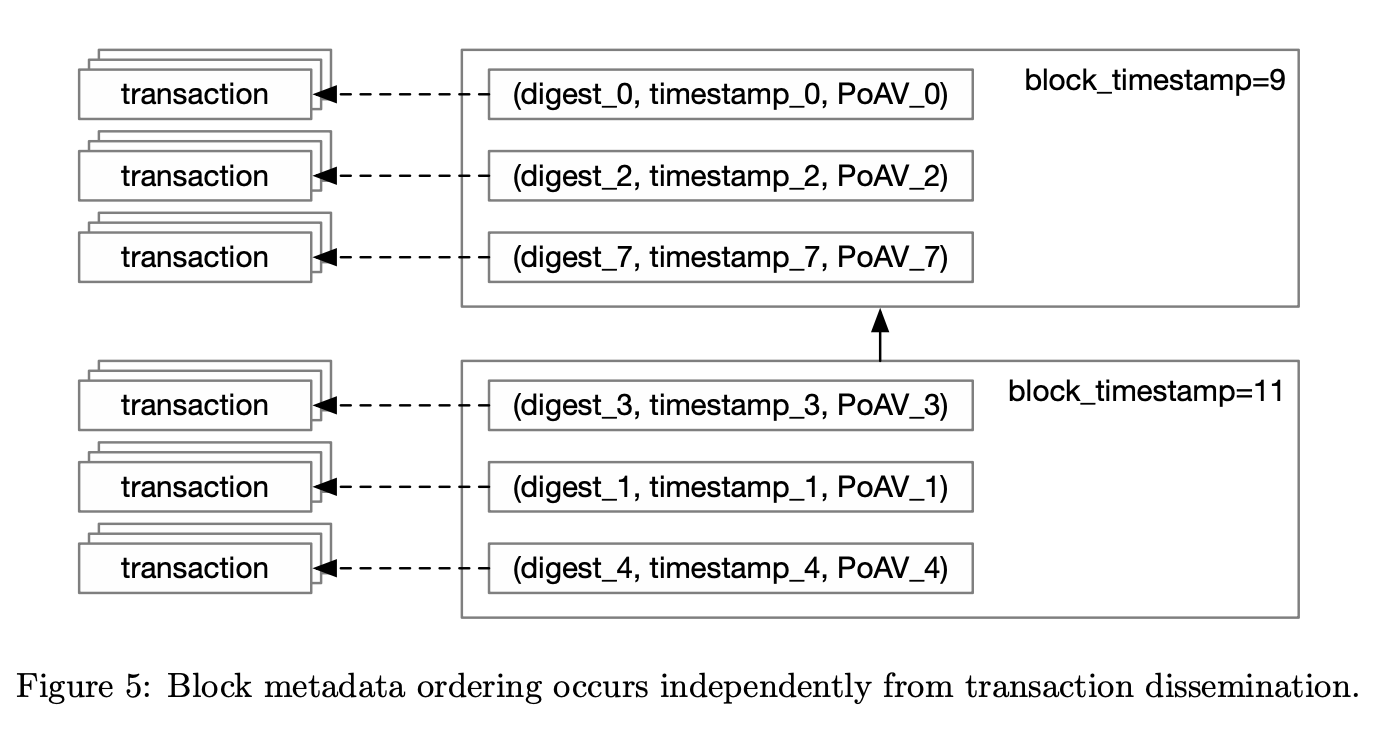 block_timestamp=9
transaction
(digest_0, timestamp_0, PoAV_0)
transaction
(digest_2, timestamp_2, PoAV_2)
transaction
(digest_7, timestamp_7, PoAV_7)
block_timestamp=11
transaction
(digest_3, timestamp_3, PoAV_3)
transaction
(digest_1, timestamp_1, PoAV_1)
transaction
(digest_4, timestamp_4, PoAV_4)
Figure 5: Block metadata ordering occurs independently from transaction dissemination.